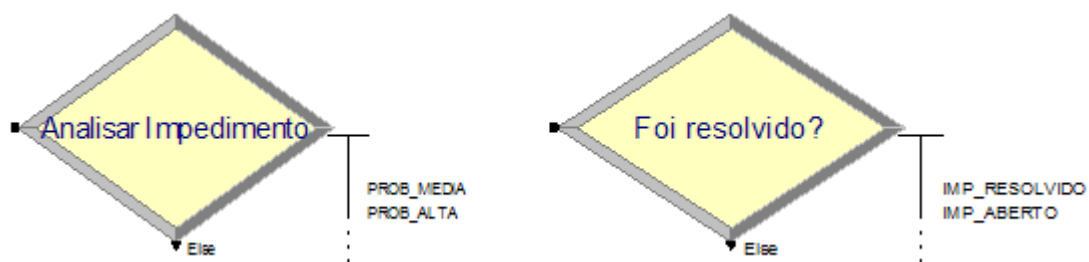 Analisar Impedimento
PROB_MEDIA
PROB_ALTA
Else
Foi resolvido?
IMP_RESOLVIDO
IMP_ABERTO
Else